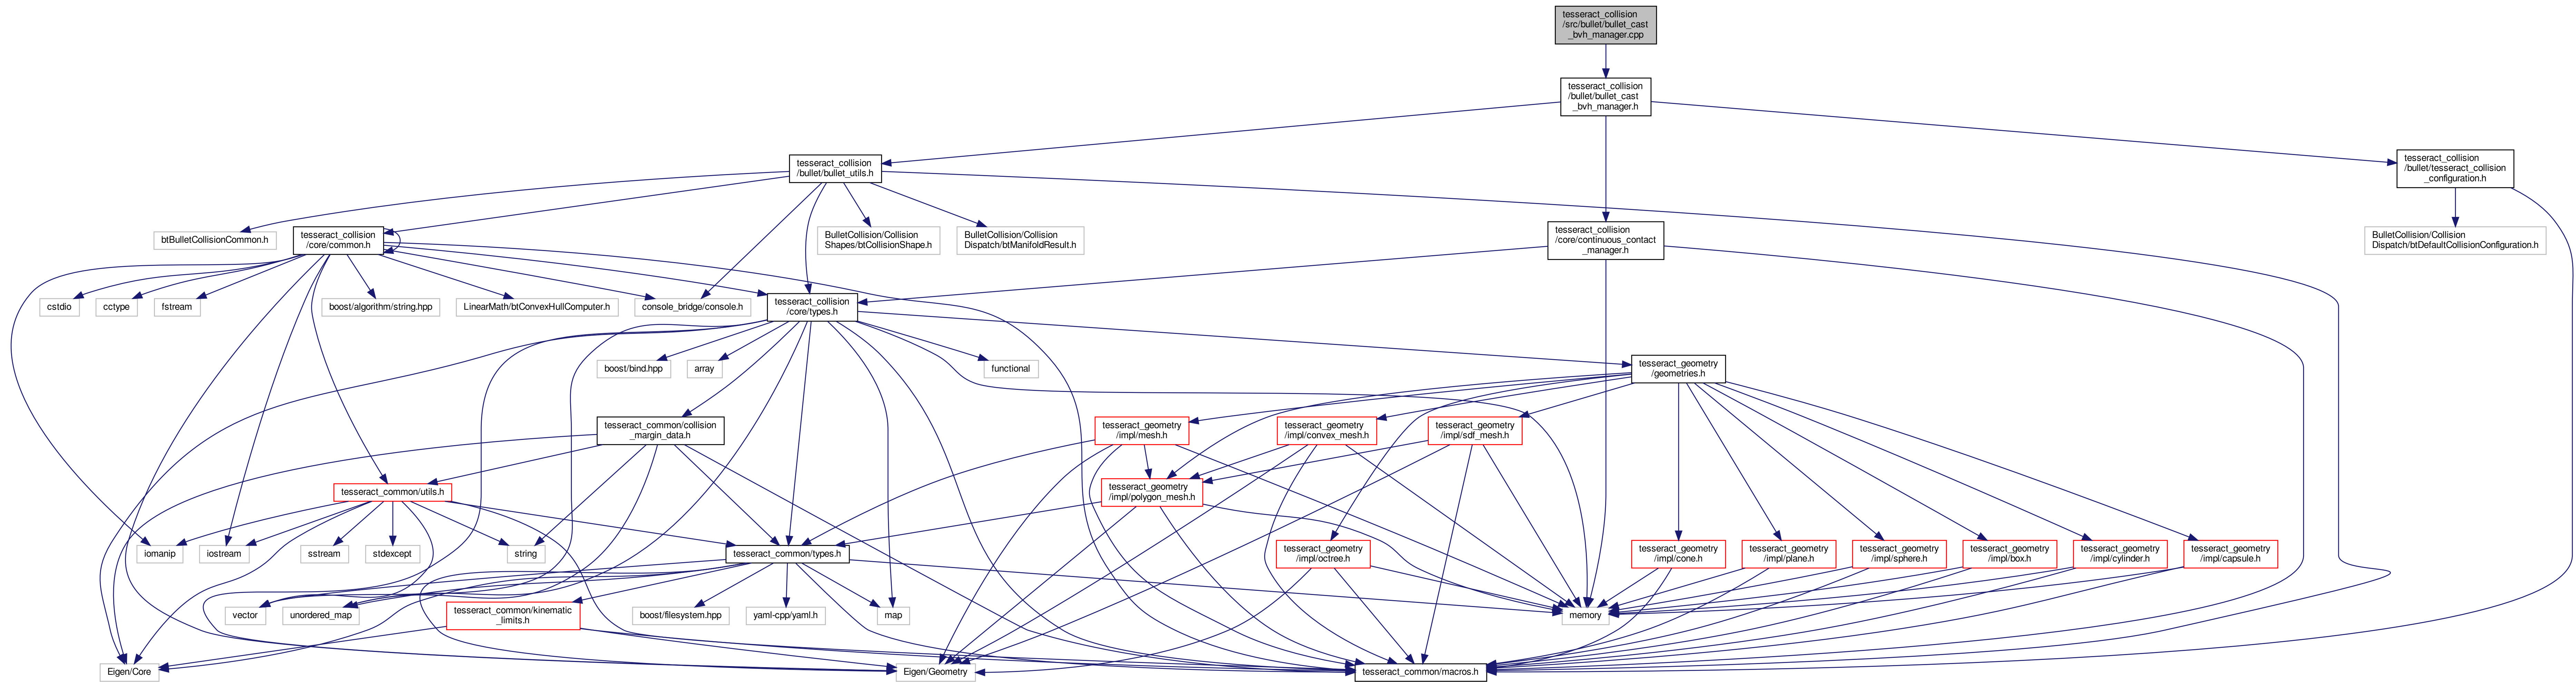 tesseract_collision
/src/bullet/bullet_cast
_bvh_manager.cpp
tesseract_collision
/bullet/bullet_cast
_bvh_manager.h
tesseract_collision
/bullet/bullet_utils.h
tesseract_collision
/bullet/tesseract_collision
_configuration.h
btBulletCollisionCommon.h
tesseract_collision
/core/common.h
BulletCollision/Collision
Shapes/btCollisionShape.h
BulletCollision/Collision
Dispatch/btManifoldResult.h
tesseract_collision
/core/continuous_contact
_manager.h
BulletCollision/Collision
Dispatch/btDefaultCollisionConfiguration.h
cstdio
cctype
fstream
boost/algorithm/string.hpp
LinearMath/btConvexHullComputer.h
console_bridge/console.h
tesseract_collision
/core/types.h
boost/bind.hpp
array
functional
tesseract_geometry
/geometries.h
tesseract_common/collision
_margin_data.h
tesseract_geometry
/impl/mesh.h
tesseract_geometry
/impl/convex_mesh.h
tesseract_geometry
/impl/sdf_mesh.h
tesseract_common/utils.h
tesseract_geometry
/impl/polygon_mesh.h
iomanip
iostream
sstream
stdexcept
string
tesseract_common/types.h
tesseract_geometry
/impl/octree.h
tesseract_geometry
/impl/cone.h
tesseract_geometry
/impl/plane.h
tesseract_geometry
/impl/sphere.h
tesseract_geometry
/impl/box.h
tesseract_geometry
/impl/cylinder.h
tesseract_geometry
/impl/capsule.h
vector
unordered_map
tesseract_common/kinematic
_limits.h
boost/filesystem.hpp
yaml-cpp/yaml.h
map
memory
Eigen/Core
Eigen/Geometry
tesseract_common/macros.h